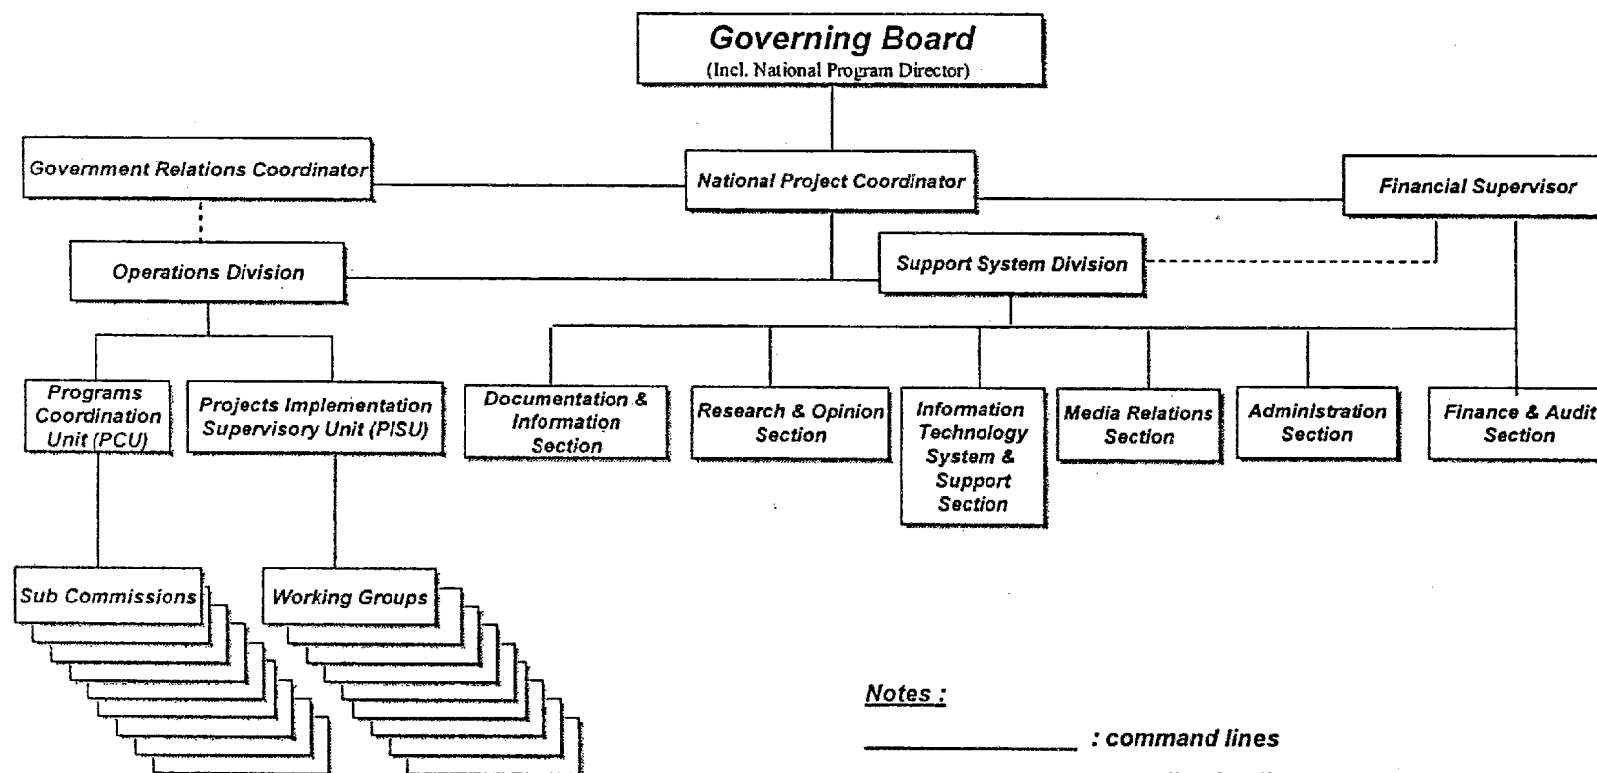 Governing Board
(Incl. National Program Director)
Government Relations Coordinator
National Project Coordinator
Financial Supervisor
Operations Division
Support System Division
Programs
Coordination
Unit (PCU)
Projects Implementation
Supervisory Unit (PISU)
Documentation &
Information
Section
Research & Opinion
Section
Information
Technology
System &
Support
Section
Media Relations
Section
Administration
Section
Finance & Audit
Section
Sub Commissions
Working Groups
Notes :
: command lines